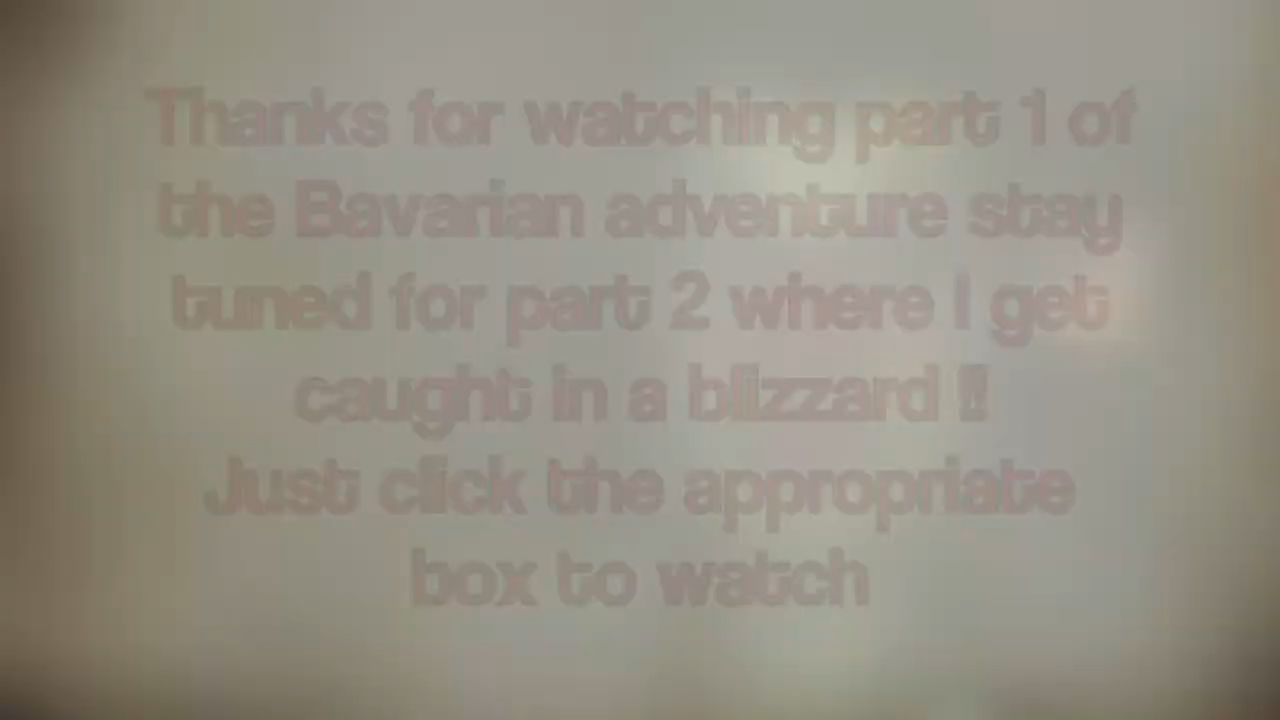 Thanks for watching part 1 of
the Bavarian adventure stay
tuned for part 2 where I get
caught in a blizzard !!
Just click the appropriate
box to watch